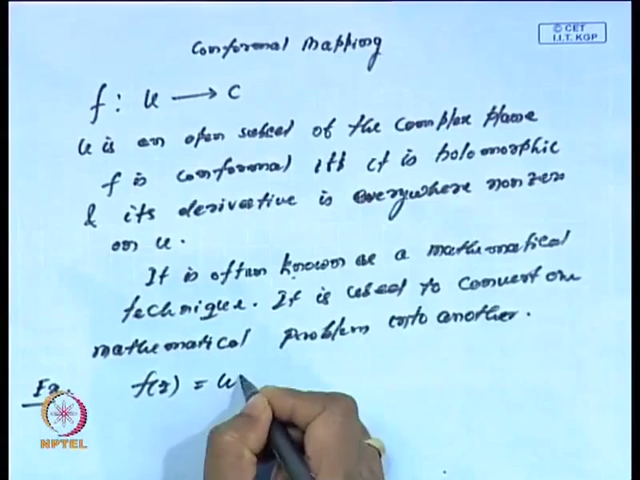 Conformal Mapping
© CET
I.I.T. KGP
f : U → C
U is an open subset of the complex plane
f is conformal iff it is holomorphic
& its derivative is everywhere nonzero
on U.
It is often known as a mathematical
technique. It is used to convert one
mathematical problem into another.
Ex. f(z) = u
NPTEL